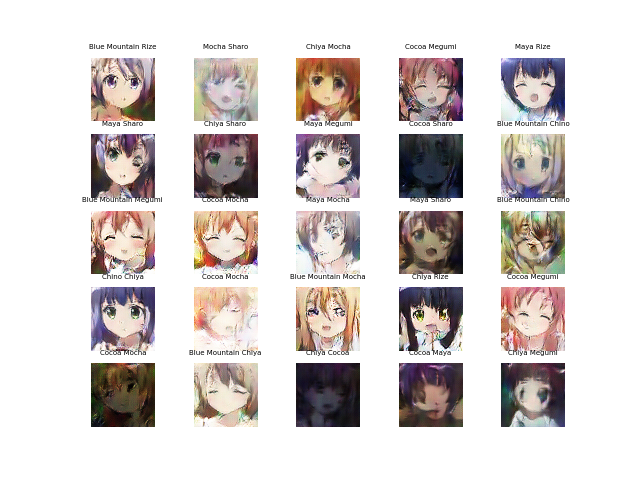 Blue Mountain Rize
Mocha Sharo
Chiya Mocha
Cocoa Megumi
Maya Rize
Maya Sharo
Chiya Sharo
Maya Megumi
Cocoa Sharo
Blue Mountain Chino
Blue Mountain Megumi
Cocoa Mocha
Maya Mocha
Maya Sharo
Blue Mountain Chino
Chino Chiya
Cocoa Mocha
Blue Mountain Mocha
Chiya Rize
Cocoa Megumi
Cocoa Mocha
Blue Mountain Chiya
Chiya Cocoa
Cocoa Maya
Chiya Megumi